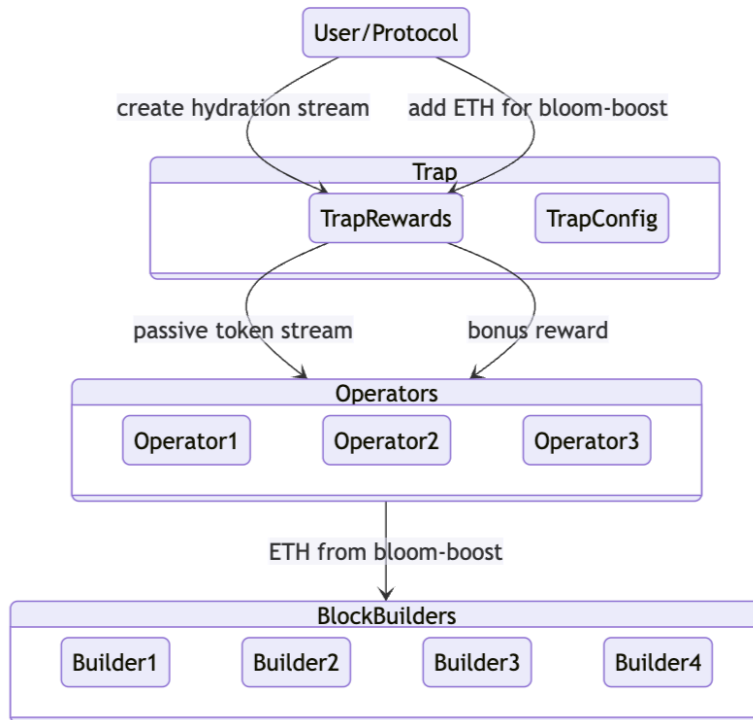 User/Protocol
create hydration stream
add ETH for bloom-boost
Trap
TrapRewards
TrapConfig
passive token stream
bonus reward
Operators
Operator1
Operator2
Operator3
ETH from bloom-boost
BlockBuilders
Builder1
Builder2
Builder3
Builder4